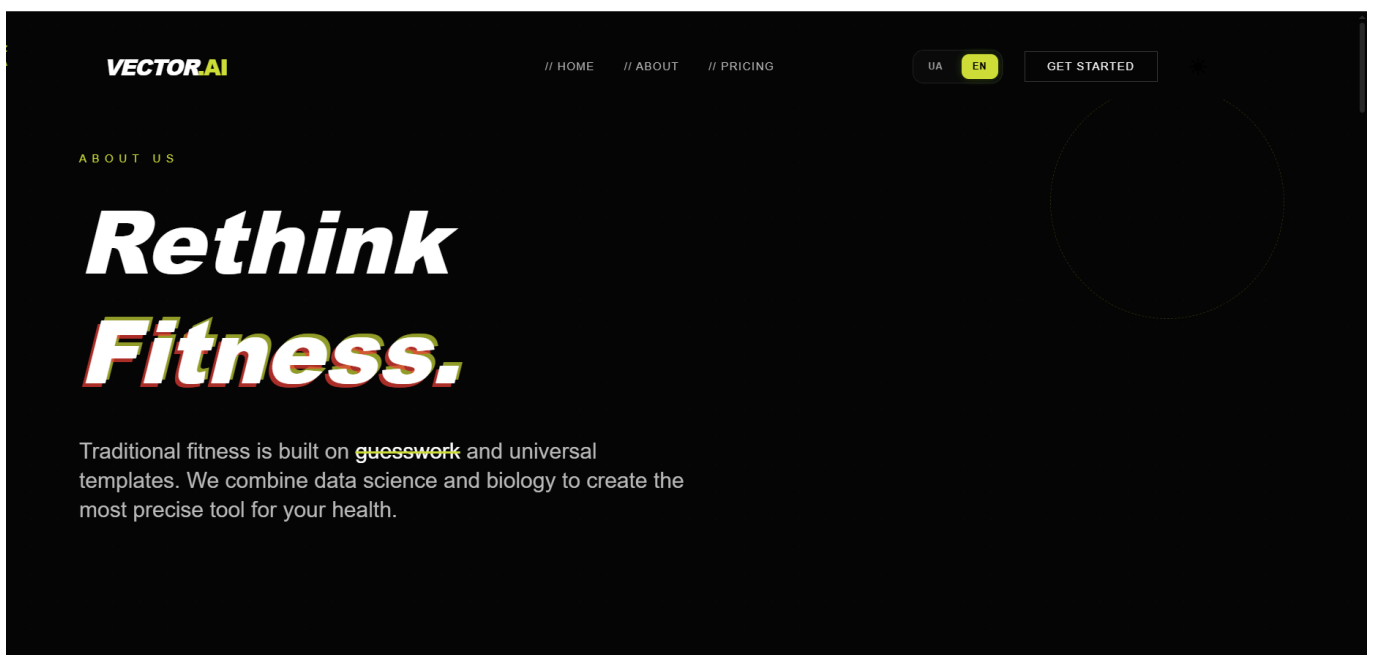 VECTOR.AI
// HOME // ABOUT // PRICING
UA EN
GET STARTED
ABOUT US
Rethink
Fitness.
Traditional fitness is built on guesswork and universal
templates. We combine data science and biology to create the
most precise tool for your health.